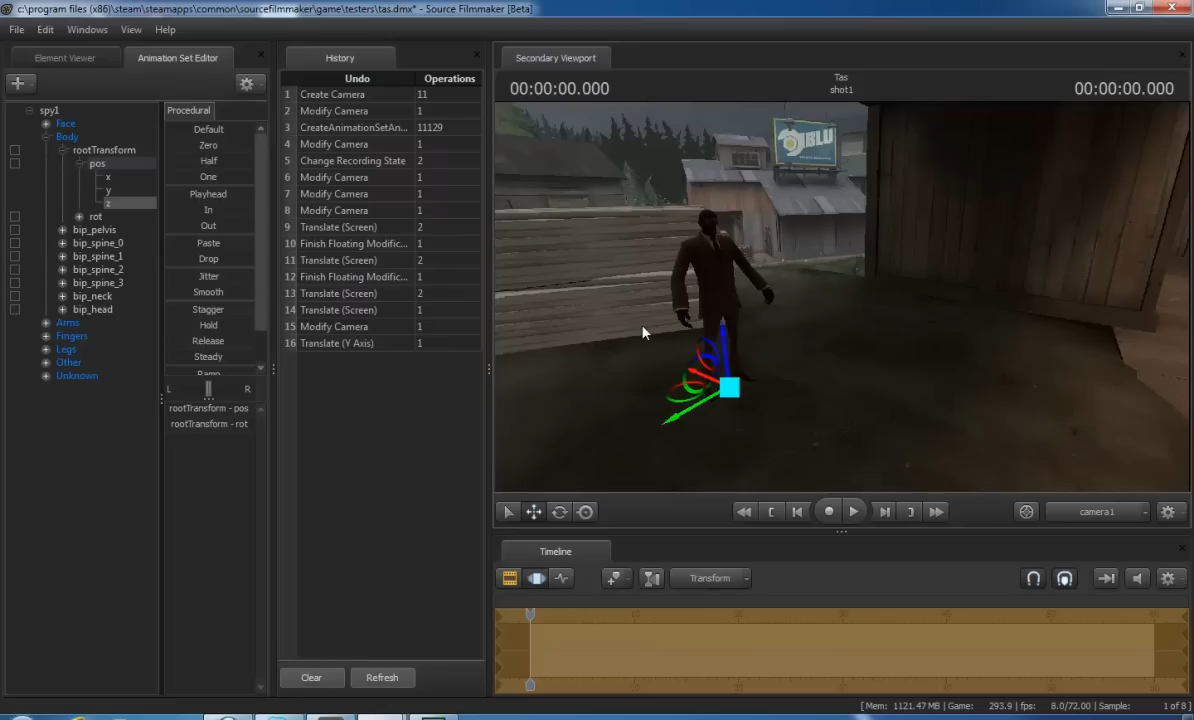 c:\program files (x86)\steam\steamapps\common\sourcefilmmaker\game\testers\tas.dmx* - Source Filmmaker [Beta]
File Edit Windows View Help
Element Viewer Animation Set Editor
spy1
Face
Body
rootTransform
pos
x
y
z
rot
bip_pelvis
bip_spine_0
bip_spine_1
bip_spine_2
bip_spine_3
bip_neck
bip_head
Arms
Fingers
Legs
Other
Unknown
Procedural
Default
Zero
Half
One
Playhead
In
Out
Paste
Drop
Jitter
Smooth
Stagger
Hold
Release
Steady
Ramp
L R
rootTransform - pos
rootTransform - rot
History
Undo Operations
1 Create Camera 11
2 Modify Camera 1
3 CreateAnimationSetAn... 11129
4 Modify Camera 1
5 Change Recording State 2
6 Modify Camera 1
7 Modify Camera 1
8 Modify Camera 1
9 Translate (Screen) 2
10 Finish Floating Modific... 1
11 Translate (Screen) 2
12 Finish Floating Modific... 1
13 Translate (Screen) 2
14 Translate (Screen) 1
15 Modify Camera 1
16 Translate (Y Axis) 1
Clear Refresh
Secondary Viewport
00:00:00.000
Tas
shot1
00:00:00.000
BLU
camera1
Timeline
Transform
[ Mem: 1121.47 MB | Game: 293.9 | fps: 8.0/72.00 | Sample: 1 of 8 ]